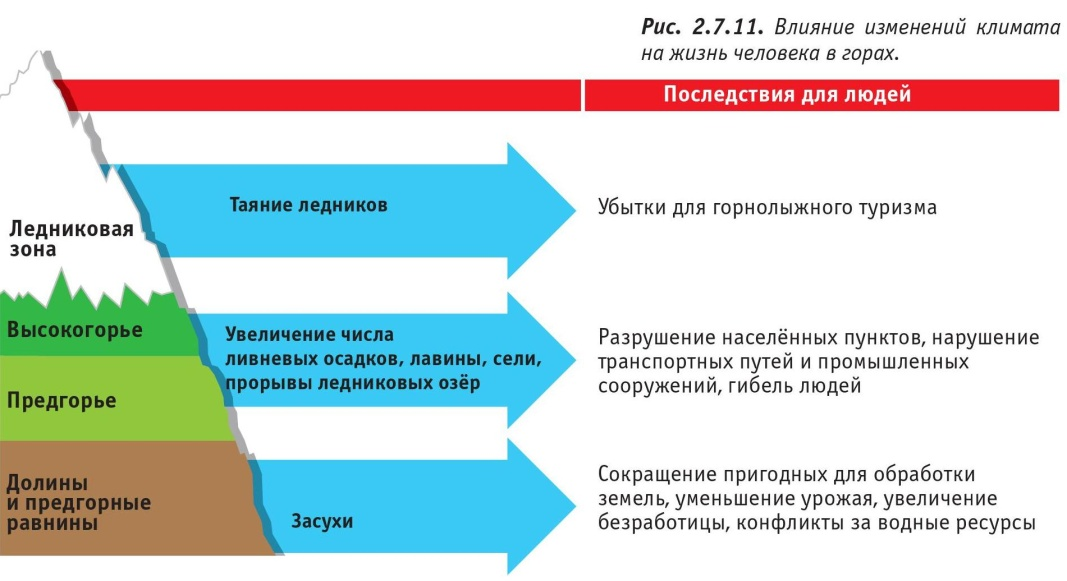 Рис. 2.7.11. Влияние изменений климата
на жизнь человека в горах.
Последствия для людей
Таяние ледников
Убытки для горнолыжного туризма
Ледниковая
зона
Высокогорье
Увеличение числа
ливневых осадков, лавины, сели,
прорывы ледниковых озёр
Разрушение населённых пунктов, нарушение
транспортных путей и промышленных
сооружений, гибель людей
Предгорье
Долины
и предгорные
равнины
Засухи
Сокращение пригодных для обработки
земель, уменьшение урожая, увеличение
безработицы, конфликты за водные ресурсы